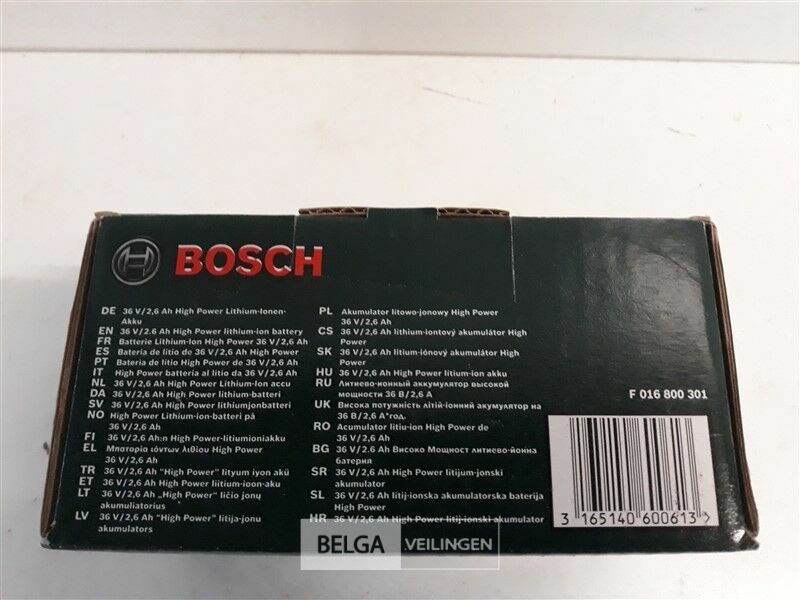 BOSCH
DE 36 V/2,6 Ah High Power Lithium-Ionen-
Akku
EN 36 V/2.6 Ah High Power Lithium-ion battery
FR Batterie Lithium-Ion High Power 36 V/2,6 Ah
ES Batería de litio de 36 V/2,6 Ah High Power
PT Bateria de lítio High Power de 36 V/2,6 Ah
IT High Power batteria al litio da 36 V/2,6 Ah
NL 36 V/2,6 Ah High Power Lithium-Ion accu
DA 36 V/2,6 Ah High Power Lithium-batteri
SV 36 V/2,6 Ah High Power lithiumjonbatteri
NO High Power Lithium-ion-batteri på
36 V/2,6 Ah
FI 36 V/2,6 Ah:n High Power-litiumioniakku
EL Μπαταρία ιόντων λιθίου High Power
36 V/2,6 Ah
TR 36 V/2,6 Ah "High Power" lityum iyon akü
ET 36 V/2,6 Ah High Power liitium-ioon-aku
LT 36 V/2,6 Ah „High Power" ličio jonų
akumuliatorius
LV 36 V/2,6 Ah "High Power" litija-jonu
akumulators
PL Akumulator litowo-jonowy High Power
36 V/2,6 Ah
CS 36 V/2,6 Ah lithium-iontový akumulátor High
Power
SK 36 V/2,6 Ah lítium-iónový akumulátor High
Power
HU 36 V/2,6 Ah High Power lítium-ion akku
RU Литиево-ионный аккумулятор высокой
мощности 36 В/2,6 А
UK Висока потужність літій-іонний акумулятор на
36 В/2,6 А*год.
RO Acumulator litiu-ion High Power de
36 V/2,6 Ah
BG 36 V/2,6 Ah Високо Мощност литиево-йонна
батерия
SR 36 V/2,6 Ah High Power litijum-jonski
akumulator
SL 36 V/2,6 Ah litij-ionska akumulatorska baterija
High Power
HR 36 V/2,6 Ah High Power litij-ionski akumulator
F 016 800 301
3 165140 600613 >
BELGA VEILINGEN